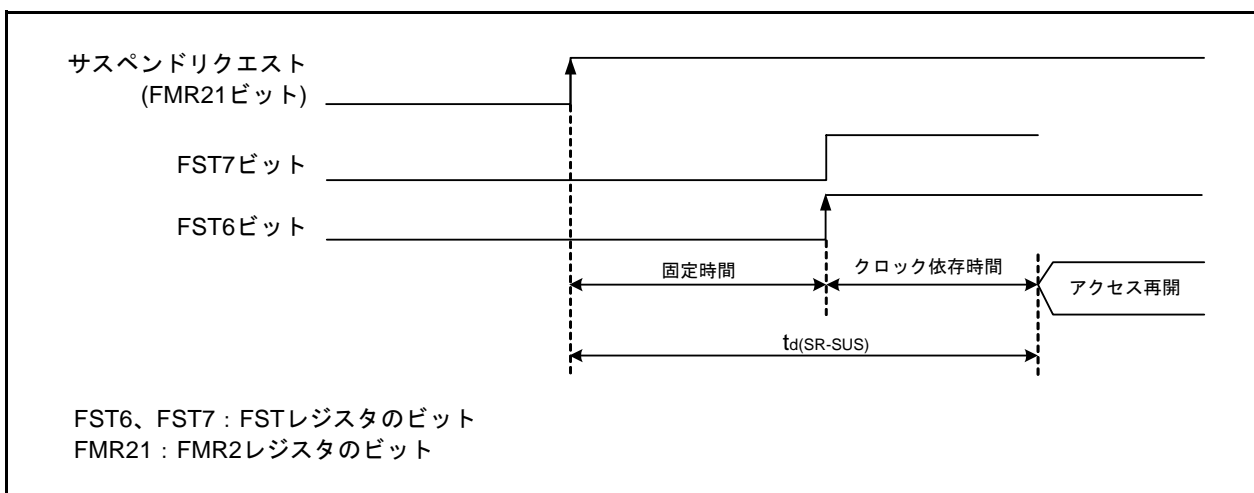 サスペンドリクエスト
(FMR21ビット)
FST7ビット
FST6ビット
固定時間
クロック依存時間
アクセス再開
td(SR-SUS)
FST6、FST7：FSTレジスタのビット
FMR21：FMR2レジスタのビット